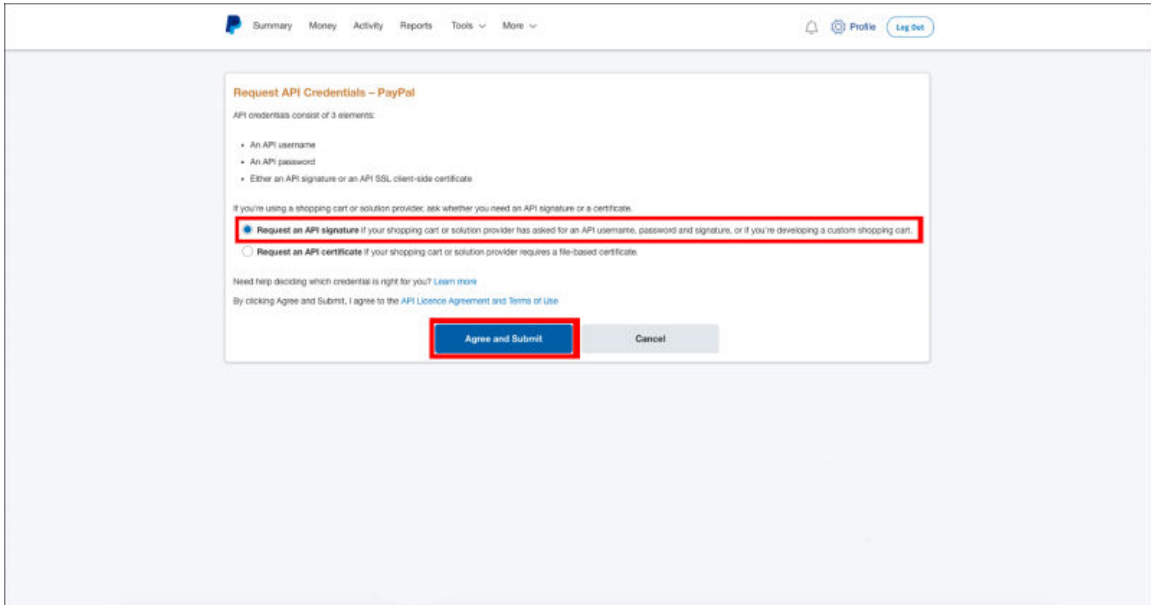 Summary Money Activity Reports Tools More Profile Log Out
Request API Credentials – PayPal
API credentials consist of 3 elements:
• An API username
• An API password
• Either an API signature or an API SSL client-side certificate
If you're using a shopping cart or solution provider, ask whether you need an API signature or a certificate.
Request an API signature if your shopping cart or solution provider has asked for an API username, password and signature, or if you're developing a custom shopping cart.
Request an API certificate if your shopping cart or solution provider requires a file-based certificate.
Need help deciding which credential is right for you? Learn more
By clicking Agree and Submit, I agree to the API Licence Agreement and Terms of Use
Agree and Submit Cancel